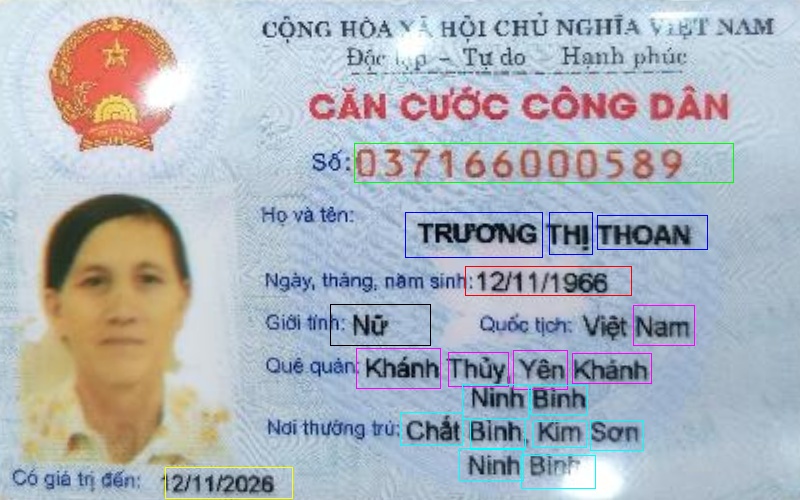 CỘNG HÒA XÃ HỘI CHỦ NGHĨA VIỆT NAM
Độc lập – Tự do – Hạnh phúc
CĂN CƯỚC CÔNG DÂN
Số: 037166000589
Họ và tên:
TRƯƠNG THỊ THOAN
Ngày, tháng, năm sinh: 12/11/1966
Giới tính: Nữ Quốc tịch: Việt Nam
Quê quán: Khánh Thủy, Yên Khánh
Ninh Bình
Nơi thường trú: Chất Bình, Kim Sơn
Ninh Bình
Có giá trị đến: 12/11/2026